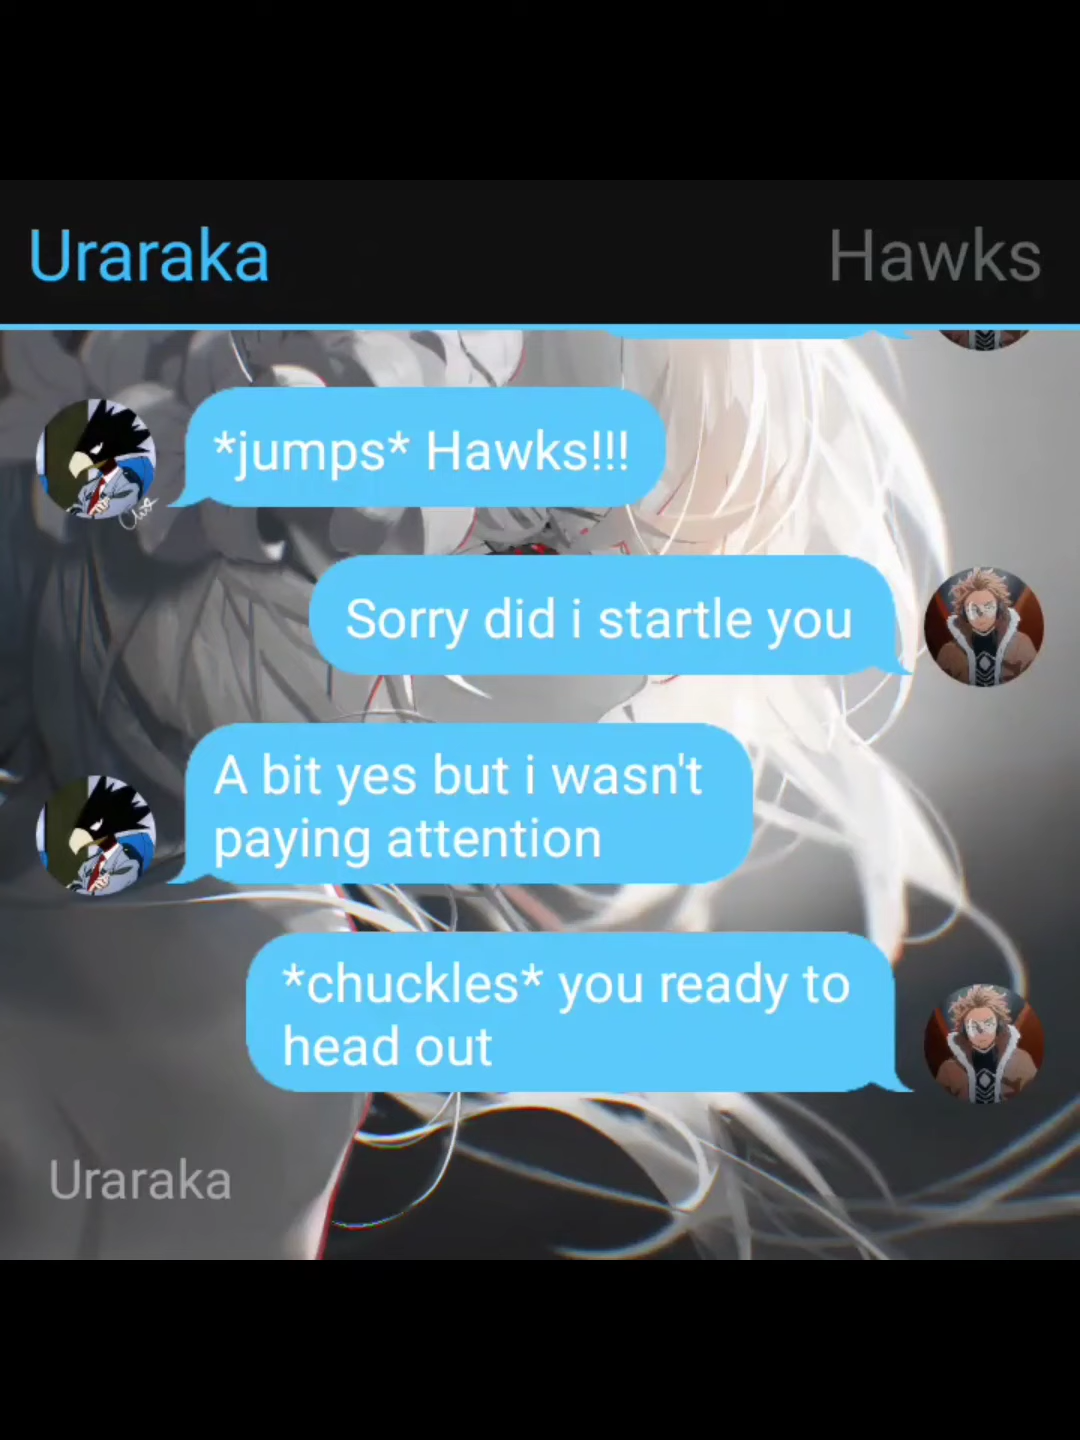 Uraraka
Hawks
*jumps* Hawks!!!
Sorry did i startle you
A bit yes but i wasn't
paying attention
*chuckles* you ready to
head out
Uraraka